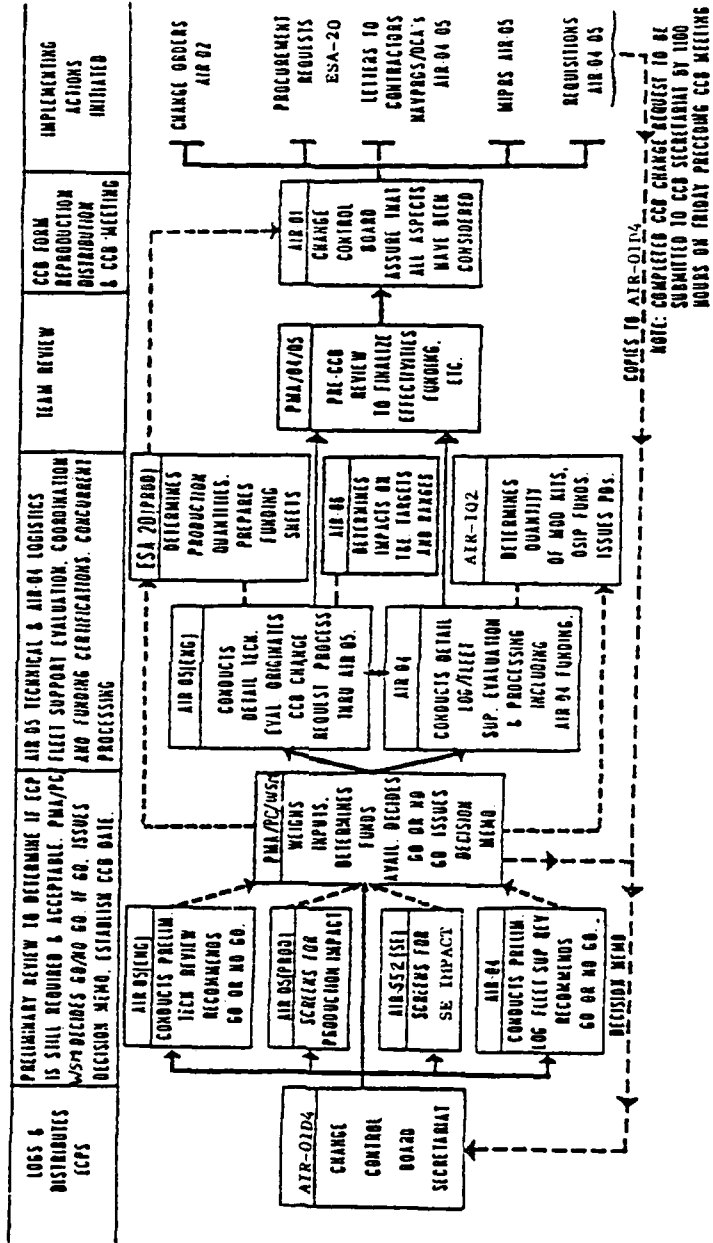 LOGS &
DISTRIBUTES
ECPS
PRELIMINARY REVIEW TO DETERMINE IF ECP
IS STILL REQUIRED & ACCEPTABLE. PMA/PC/
WSM DECIDES GO/NO GO. IF GO, ISSUES
DECISION MEMO, ESTABLISH CCB DATE.
AIR 05 TECHNICAL & AIR-04 LOGISTICS
FLEET SUPPORT EVALUATION, COORDINATION
AND FUNDING CERTIFICATIONS. CONCURRENT
PROCESSING
TEAM REVIEW
CCB FORM
REPRODUCTION
DISTRIBUTION
& CCB MEETING
IMPLEMENTING
ACTIONS
INITIATED
AIR-01D4
CHANGE
CONTROL
BOARD
SECRETARIAT
AIR 05(ENG)
CONDUCTS PRELIM.
TECH REVIEW
RECOMMENDS
GO OR NO GO.
AIR 05(PROD)
SCREENS FOR
PRODUCTION IMPACT
AIR-552(SE)
SCREENS FOR
SE IMPACT
AIR-04
CONDUCTS PRELIM.
LOG FLEET SUP REV
RECOMMENDS
GO OR NO GO.
PMA/PC/WSM
WEIGHS
INPUTS.
DETERMINES
FUNDS
AVAIL. DECIDES
GO OR NO
GO ISSUES
DECISION
MEMO.
AIR 05(ENG)
CONDUCTS
DETAIL TECH.
EVAL ORIGINATES
CCB CHANGE
REQUEST PROCESS
THRU AIR 05.
AIR 04
CONDUCTS DETAIL
LOG/FLEET
SUP. EVALUATION
& PROCESSING
INCLUDING
AIR 04 FUNDING.
ESA 20(PROD)
DETERMINES
PRODUCTION
QUANTITIES.
PREPARES
FUNDING
SHEETS
AIR-06
DETERMINES
IMPACTS ON
THE TARGETS
AND RANGES
AIR-102
DETERMINES
QUANTITY
OF MOD KITS,
OSIP FUNDS.
ISSUES PDs.
PMA/04/05
PRE-CCB
REVIEW
TO FINALIZE
EFFECTIVITIES
FUNDING,
ETC.
AIR 01
CHANGE
CONTROL
BOARD
ASSURE THAT
ALL ASPECTS
HAVE BEEN
CONSIDERED
CHANGE ORDERS
AIR 02
PROCUREMENT
REQUESTS
ESA-20
LETTERS TO
CONTRACTORS
NAVPROS/DCA's
AIR-04 05
MIPRS AIR-05
REQUISITIONS
AIR-04 05
DECISION MEMO
COPIES TO AIR-01D4
NOTE: COMPLETED CCB CHANGE REQUEST TO BE
SUBMITTED TO CCB SECRETARIAT BY 1100
HOURS ON FRIDAY PRECEDING CCB MEETING